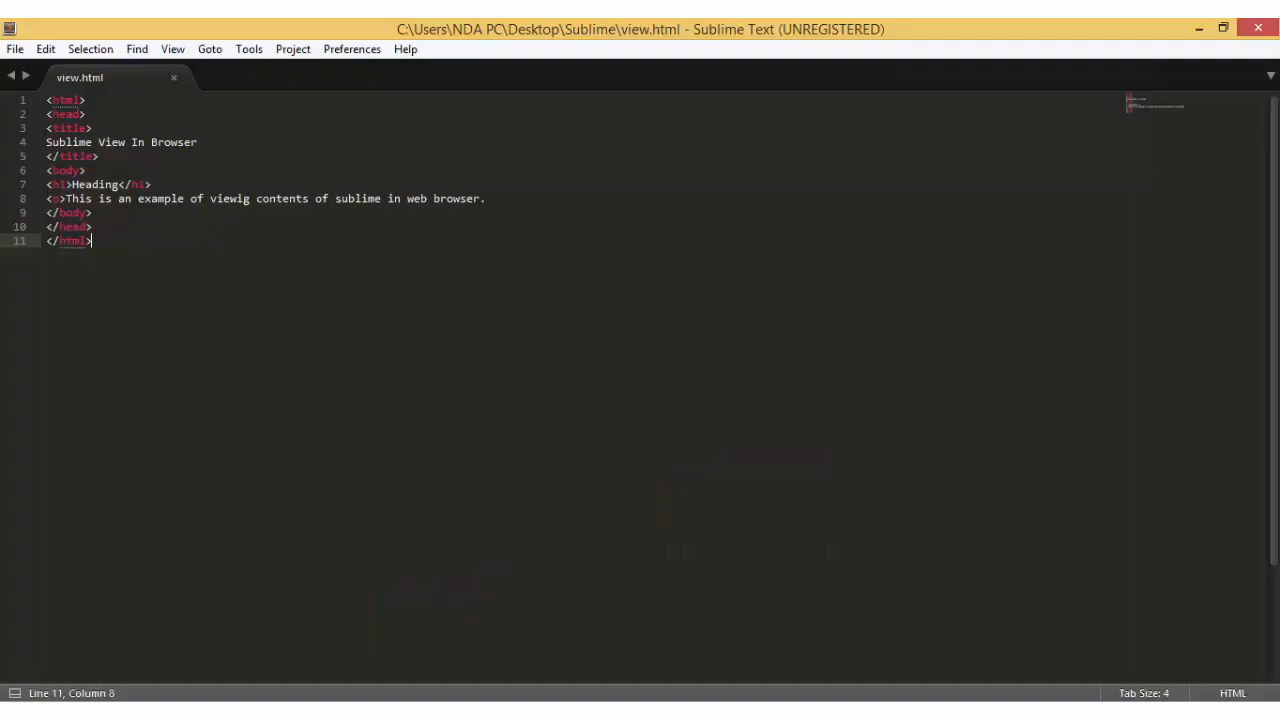 C:\Users\NDA PC\Desktop\Sublime\view.html - Sublime Text (UNREGISTERED)
File Edit Selection Find View Goto Tools Project Preferences Help
view.html
1 <html>
2 <head>
3 <title>
4 Sublime View In Browser
5 </title>
6 <body>
7 <h1>Heading</hi>
8 <p>This is an example of viewig contents of sublime in web browser.
9 </body>
10 </head>
11 </html>
Line 11, Column 8 Tab Size: 4 HTML